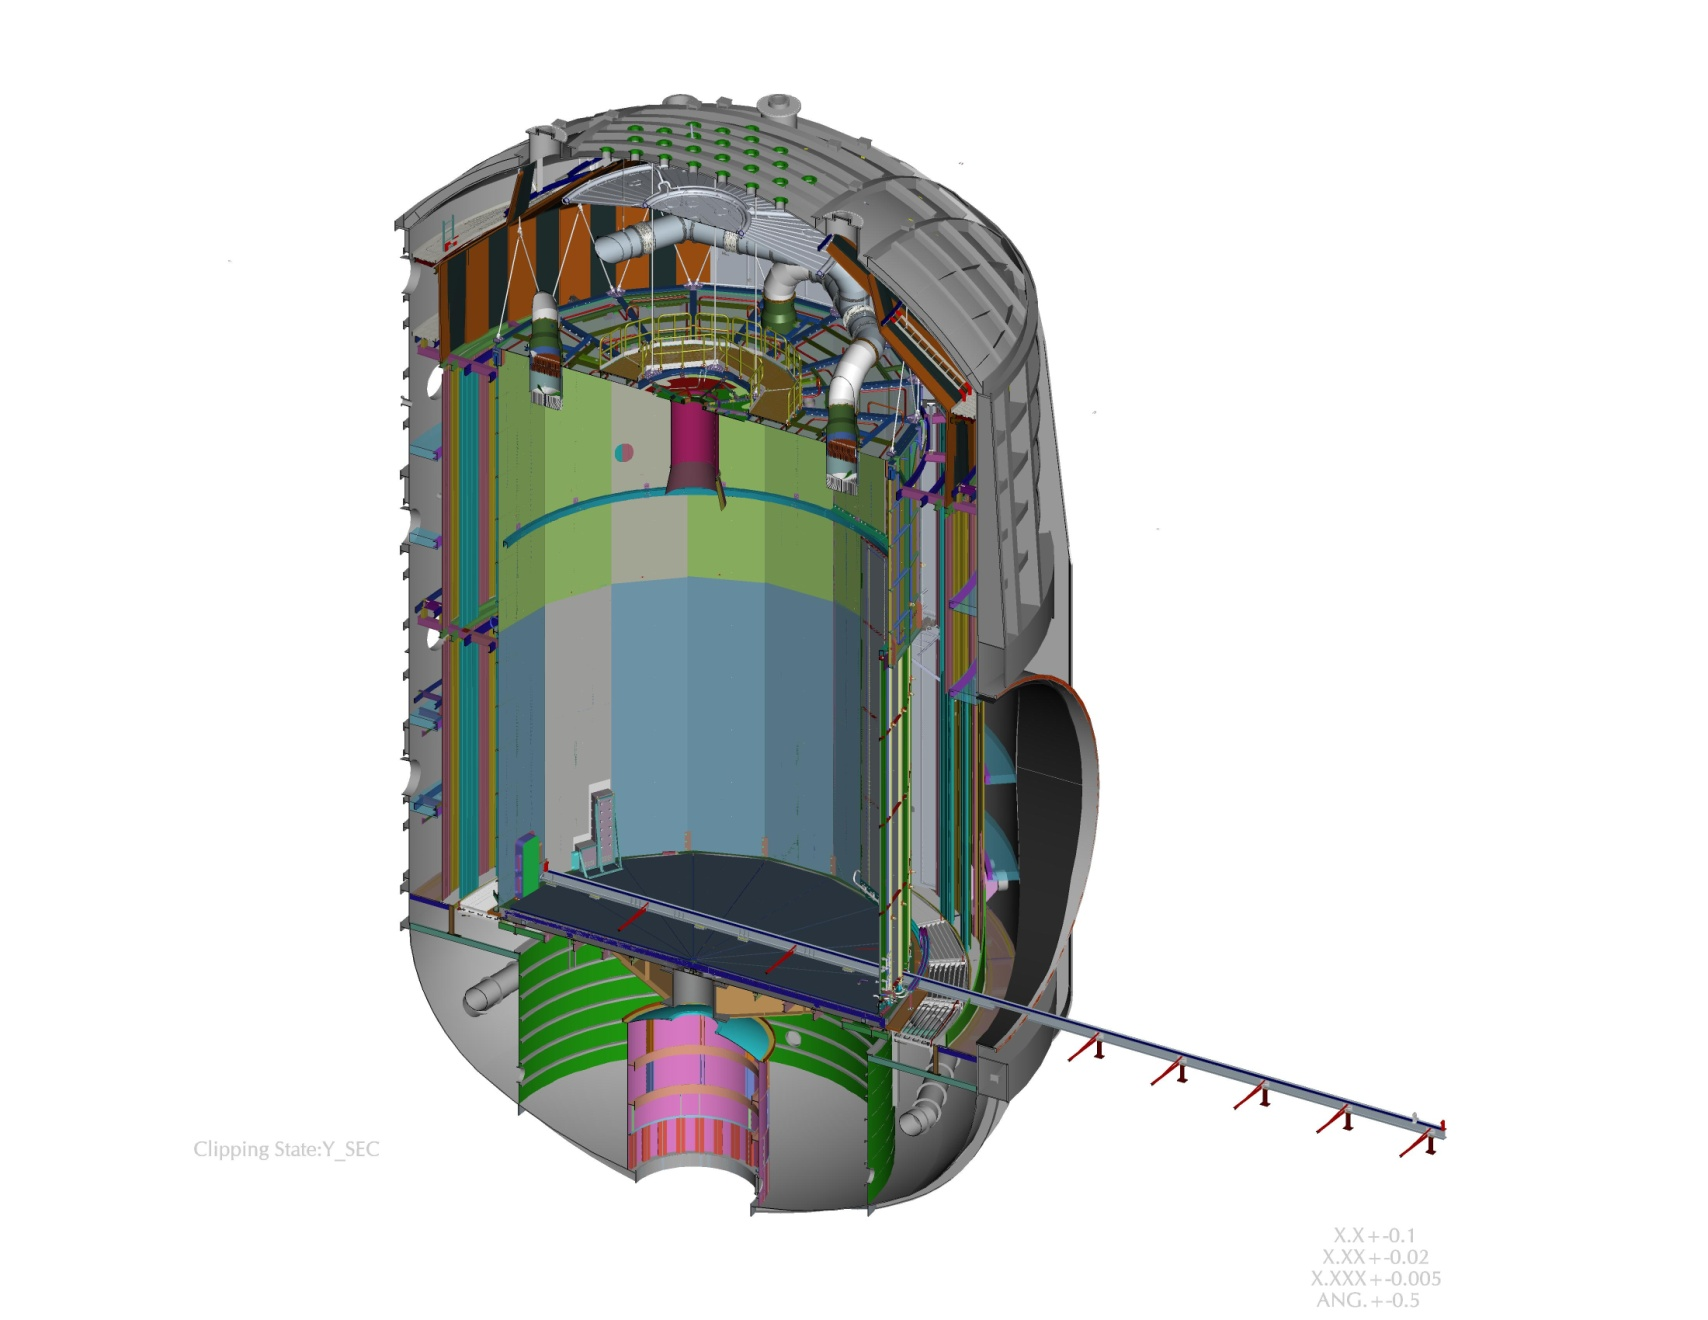 Clipping State:Y_SEC
X.X+-0.1
X.XX+-0.02
X.XXX+-0.005
ANG.+-0.5